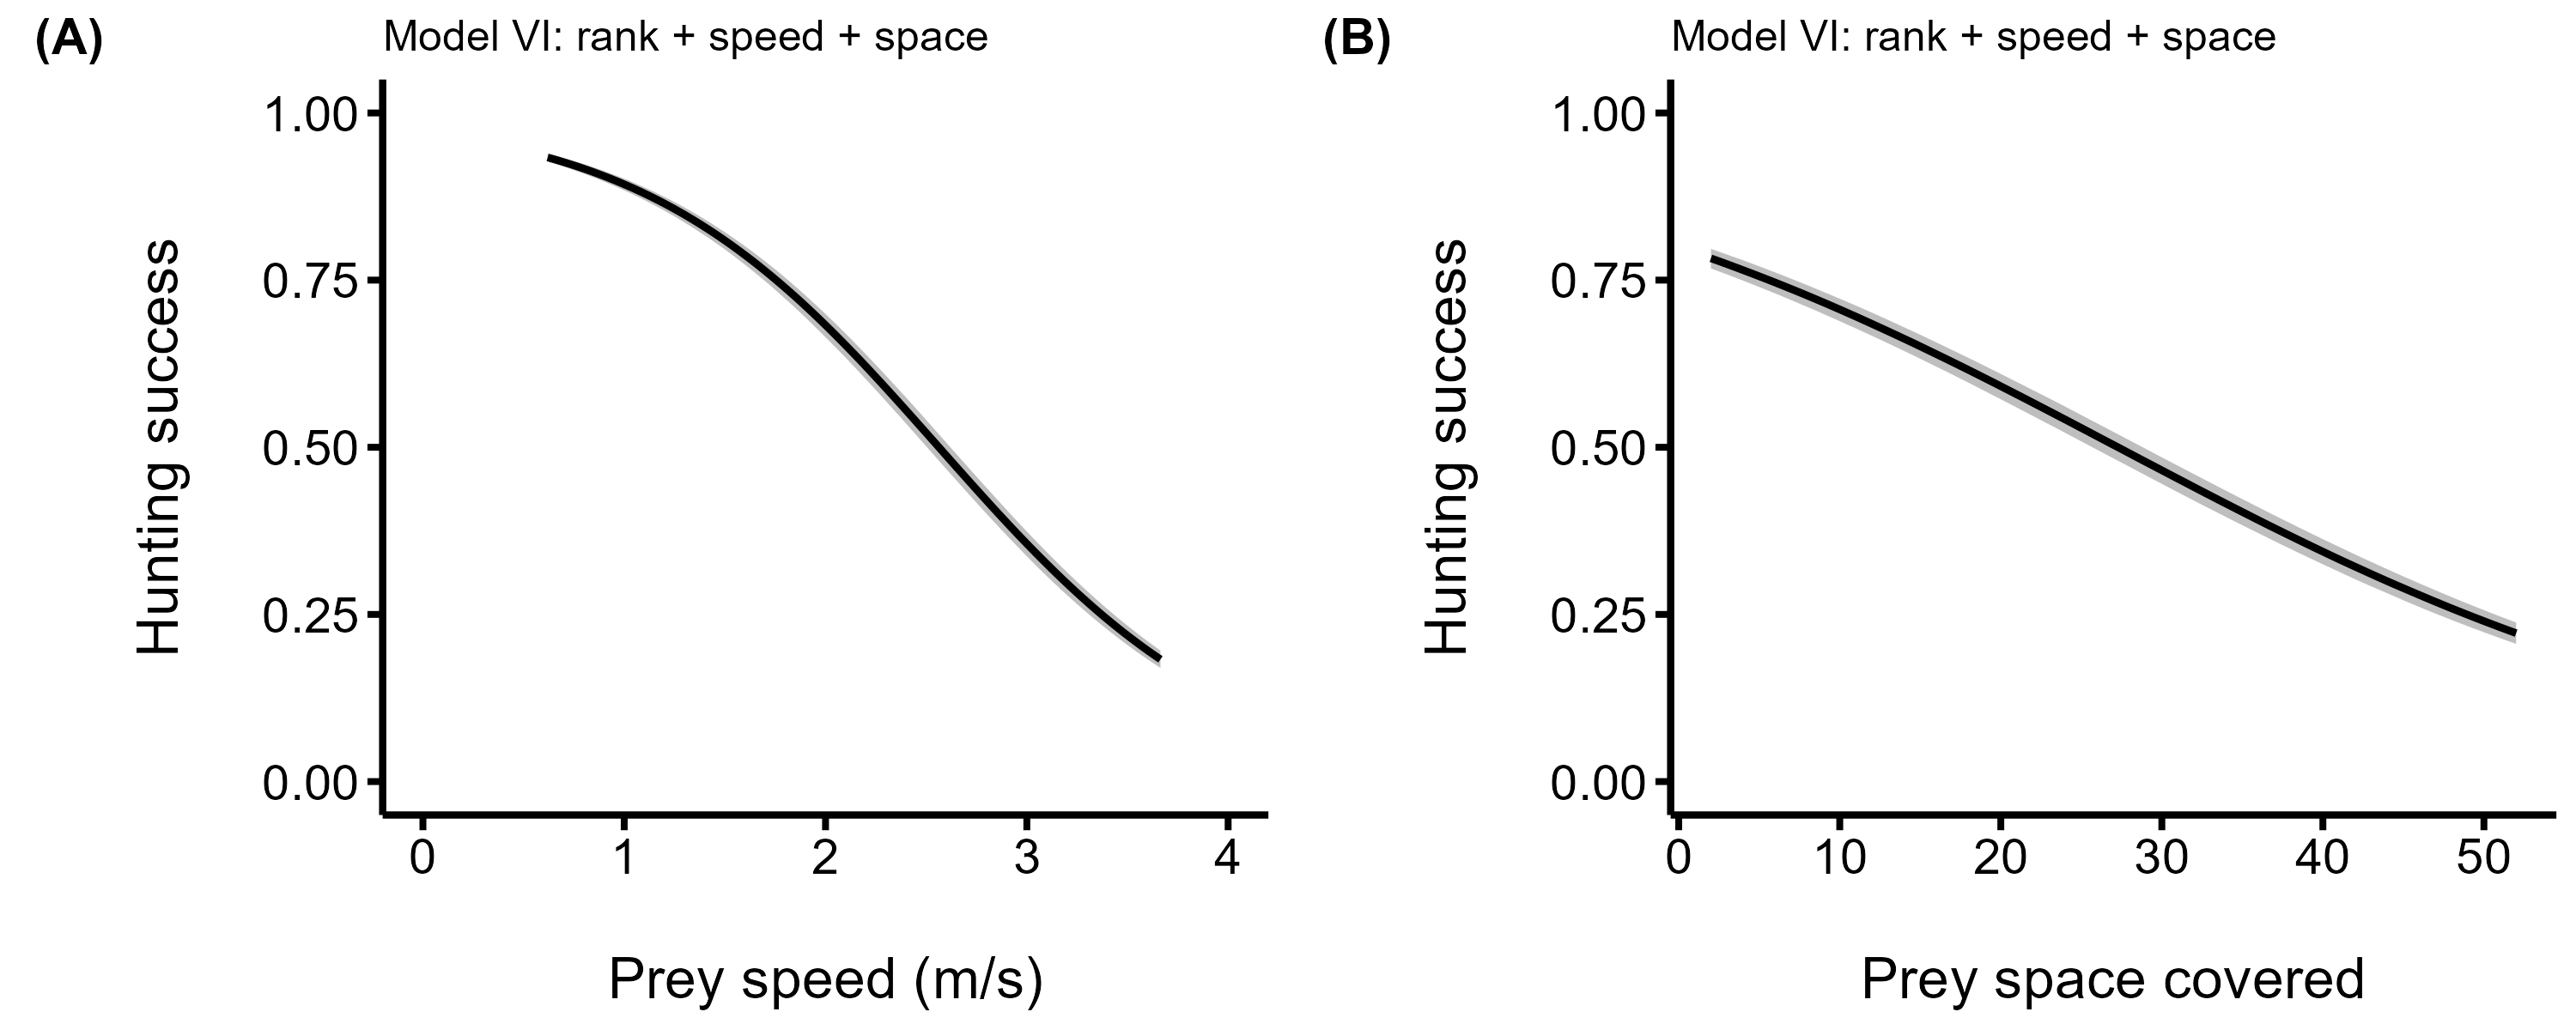 (A)
Model VI: rank + speed + space
Hunting success
1.00
0.75
0.50
0.25
0.00
0 1 2 3 4
Prey speed (m/s)
(B)
Model VI: rank + speed + space
Hunting success
1.00
0.75
0.50
0.25
0.00
0 10 20 30 40 50
Prey space covered